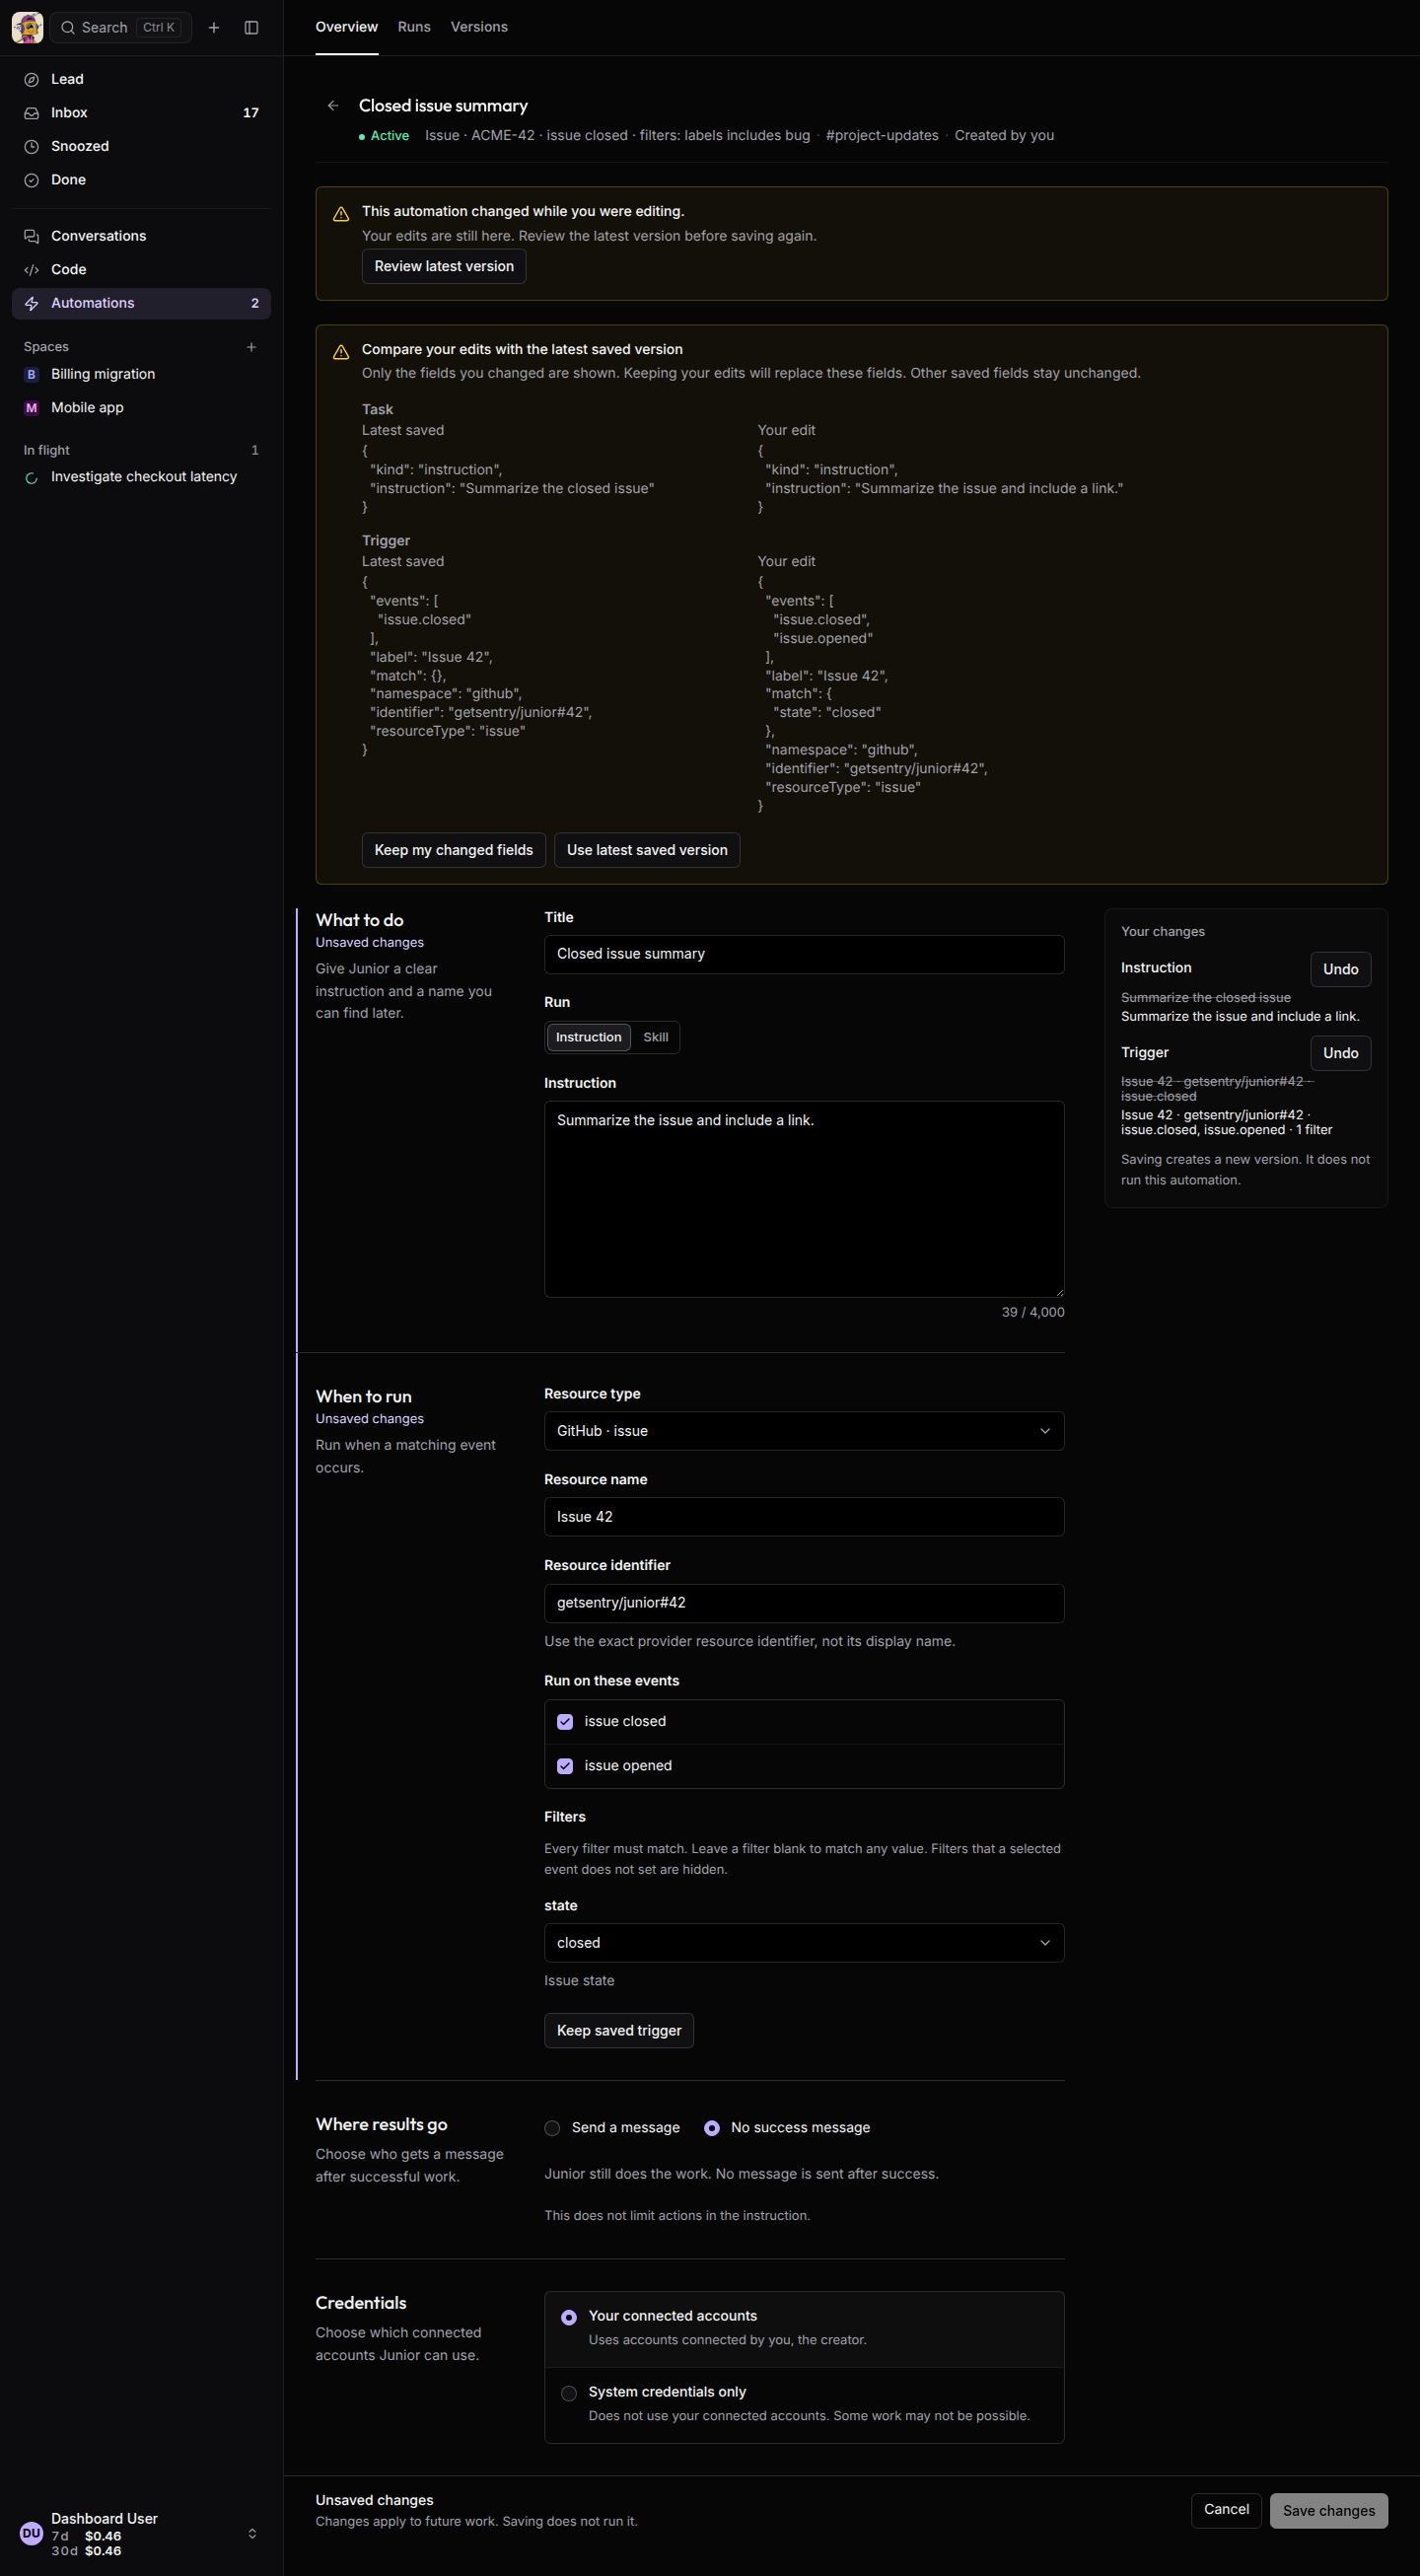 Search Ctrl K
Lead
Inbox 17
Snoozed
Done
Conversations
Code
Automations 2
Spaces
B Billing migration
M Mobile app
In flight 1
Investigate checkout latency
DU Dashboard User
7d $0.46
30d $0.46
Overview Runs Versions
Closed issue summary
Active Issue · ACME-42 · issue closed · filters: labels includes bug · #project-updates · Created by you
This automation changed while you were editing.
Your edits are still here. Review the latest version before saving again.
Review latest version
Compare your edits with the latest saved version
Only the fields you changed are shown. Keeping your edits will replace these fields. Other saved fields stay unchanged.
Task
Latest saved
{
"kind": "instruction",
"instruction": "Summarize the closed issue"
}
Your edit
{
"kind": "instruction",
"instruction": "Summarize the issue and include a link."
}
Trigger
Latest saved
{
"events": [
"issue.closed"
],
"label": "Issue 42",
"match": {},
"namespace": "github",
"identifier": "getsentry/junior#42",
"resourceType": "issue"
}
Your edit
{
"events": [
"issue.closed",
"issue.opened"
],
"label": "Issue 42",
"match": {
"state": "closed"
},
"namespace": "github",
"identifier": "getsentry/junior#42",
"resourceType": "issue"
}
Keep my changed fields Use latest saved version
What to do
Unsaved changes
Give Junior a clear
instruction and a name you
can find later.
Title
Closed issue summary
Run
Instruction Skill
Instruction
Summarize the issue and include a link.
39 / 4,000
Your changes
Instruction Undo
Summarize the closed issue
Summarize the issue and include a link.
Trigger Undo
Issue 42 · getsentry/junior#42 ·
issue.closed
Issue 42 · getsentry/junior#42 ·
issue.closed, issue.opened · 1 filter
Saving creates a new version. It does not
run this automation.
When to run
Unsaved changes
Run when a matching event
occurs.
Resource type
GitHub · issue
Resource name
Issue 42
Resource identifier
getsentry/junior#42
Use the exact provider resource identifier, not its display name.
Run on these events
issue closed
issue opened
Filters
Every filter must match. Leave a filter blank to match any value. Filters that a selected
event does not set are hidden.
state
closed
Issue state
Keep saved trigger
Where results go
Choose who gets a message
after successful work.
Send a message No success message
Junior still does the work. No message is sent after success.
This does not limit actions in the instruction.
Credentials
Choose which connected
accounts Junior can use.
Your connected accounts
Uses accounts connected by you, the creator.
System credentials only
Does not use your connected accounts. Some work may not be possible.
Unsaved changes
Changes apply to future work. Saving does not run it.
Cancel Save changes